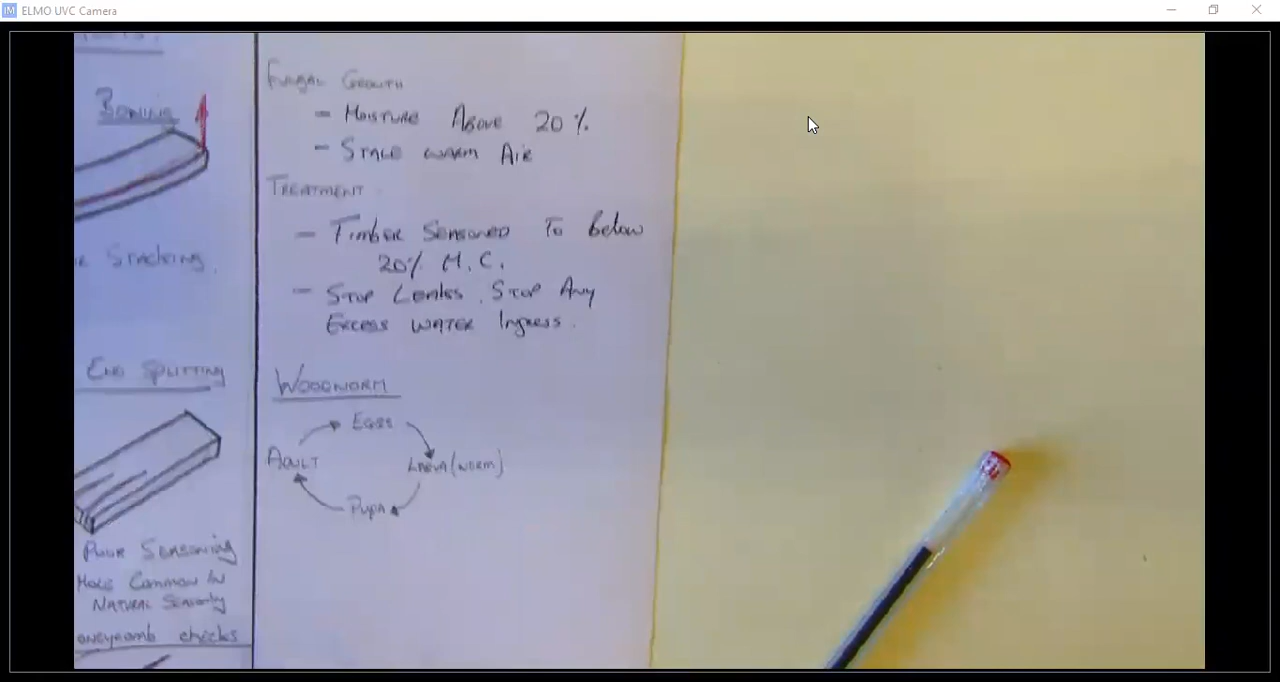 ELMO UVC Camera
Bowing
Stacking.
End Splitting
Poor Seasoning
More Common in
Natural Seasoning
oneycomb checks
Fungal Growth
- Moisture Above 20%
- Stale warm Air
Treatment
- Timber Seasoned To Below
20% M.C.
- Stop Leaks. Stop Any
Excess water Ingress.
Woodworm
Eggs
Adult
Larva (worm)
Pupa